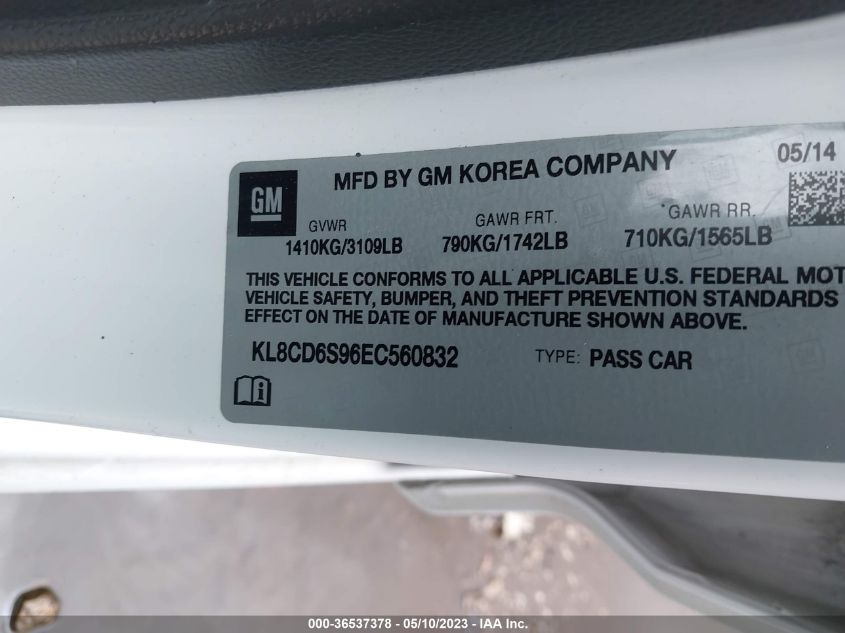 MFD BY GM KOREA COMPANY 05/14
GM
GVWR GAWR FRT. GAWR RR.
1410KG/3109LB 790KG/1742LB 710KG/1565LB
THIS VEHICLE CONFORMS TO ALL APPLICABLE U.S. FEDERAL MOT
VEHICLE SAFETY, BUMPER, AND THEFT PREVENTION STANDARDS
EFFECT ON THE DATE OF MANUFACTURE SHOWN ABOVE.
KL8CD6S96EC560832 TYPE: PASS CAR
000-36537378 - 05/10/2023 - IAA Inc.